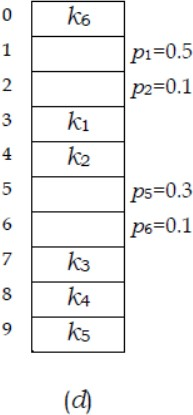 0 k₆
1 p₁=0.5
2 p₂=0.1
3 k₁
4 k₂
5 p₅=0.3
6 p₆=0.1
7 k₃
8 k₄
9 k₅
(d)